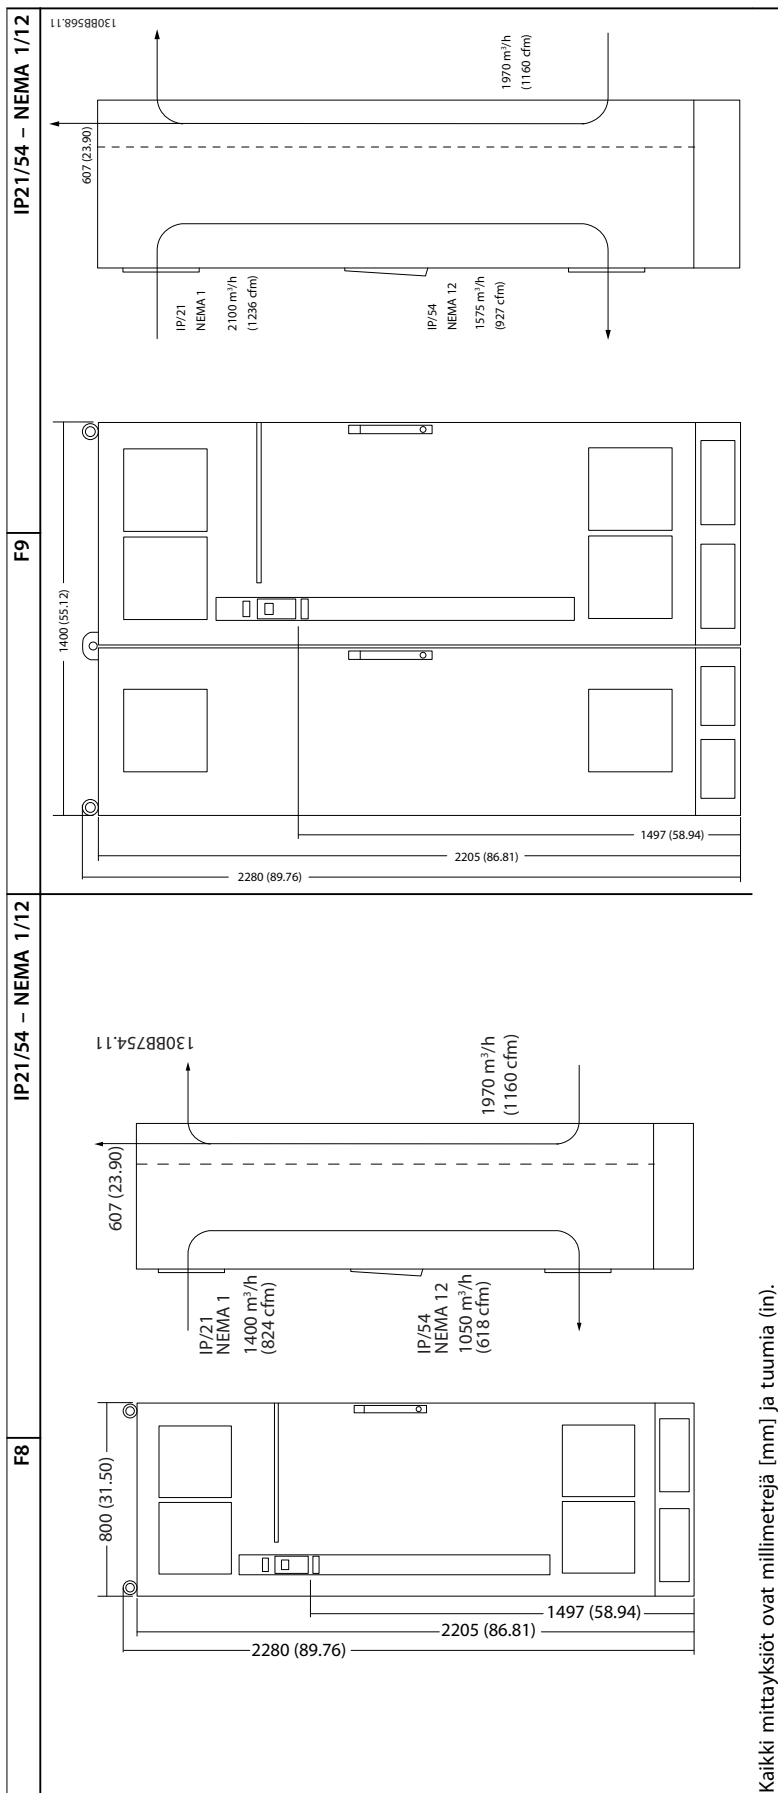 F8
IP21/54 – NEMA 1/12
F9
IP21/54 – NEMA 1/12
800 (31.50)
2280 (89.76)
2205 (86.81)
1497 (58.94)
IP/21
NEMA 1
1400 m³/h
(824 cfm)
IP/54
NEMA 12
1050 m³/h
(618 cfm)
607 (23.90)
1970 m³/h
(1160 cfm)
130BB754.11
1400 (55.12)
2280 (89.76)
2205 (86.81)
1497 (58.94)
IP/21
NEMA 1
2100 m³/h
(1236 cfm)
IP/54
NEMA 12
1575 m³/h
(927 cfm)
607 (23.90)
1970 m³/h
(1160 cfm)
130BB568.11
Kaikki mittayksiöt ovat millimetrejä [mm] ja tuumia (in).